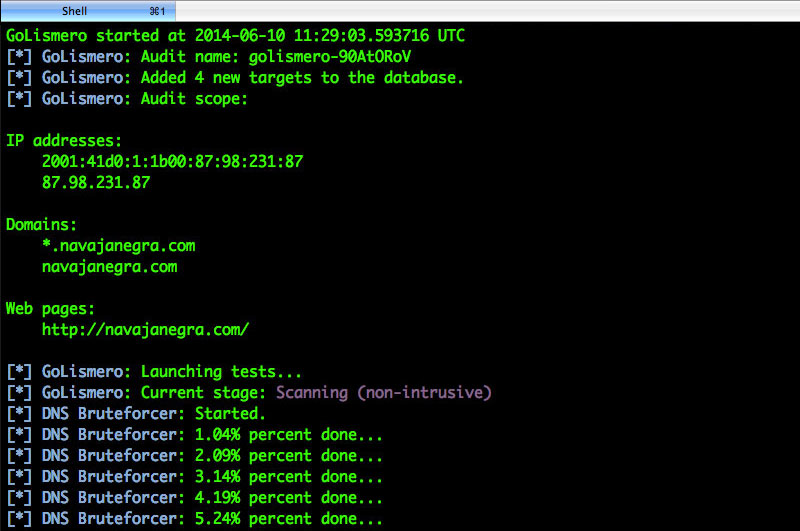 Shell ⌘1
GoLismero started at 2014-06-10 11:29:03.593716 UTC
[*] GoLismero: Audit name: golismero-90AtORoV
[*] GoLismero: Added 4 new targets to the database.
[*] GoLismero: Audit scope:
IP addresses:
2001:41d0:1:1b00:87:98:231:87
87.98.231.87
Domains:
*.navajanegra.com
navajanegra.com
Web pages:
http://navajanegra.com/
[*] GoLismero: Launching tests...
[*] GoLismero: Current stage: Scanning (non-intrusive)
[*] DNS Bruteforcer: Started.
[*] DNS Bruteforcer: 1.04% percent done...
[*] DNS Bruteforcer: 2.09% percent done...
[*] DNS Bruteforcer: 3.14% percent done...
[*] DNS Bruteforcer: 4.19% percent done...
[*] DNS Bruteforcer: 5.24% percent done...